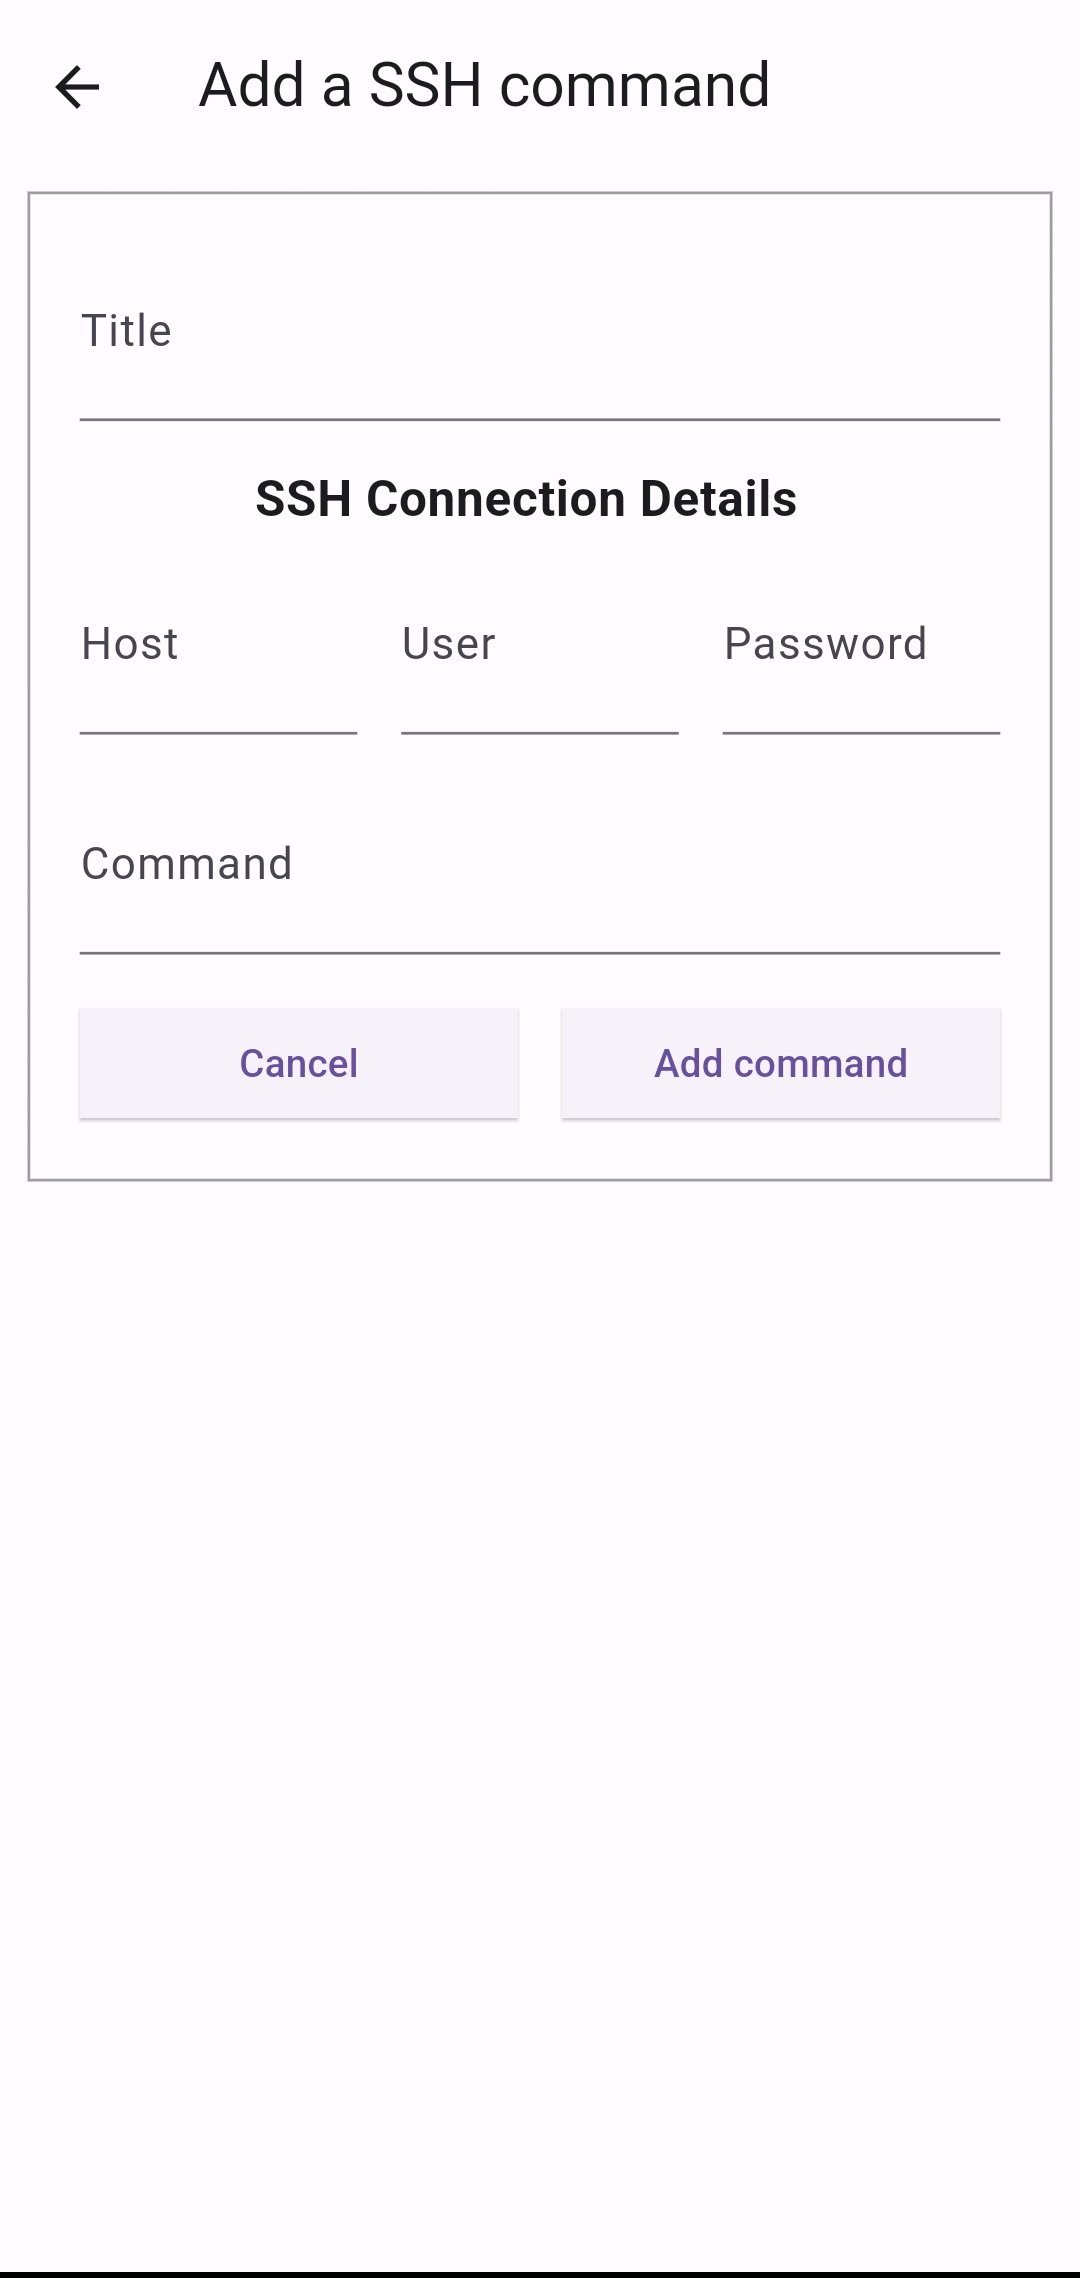 Add a SSH command
Title
SSH Connection Details
Host User Password
Command
Cancel Add command